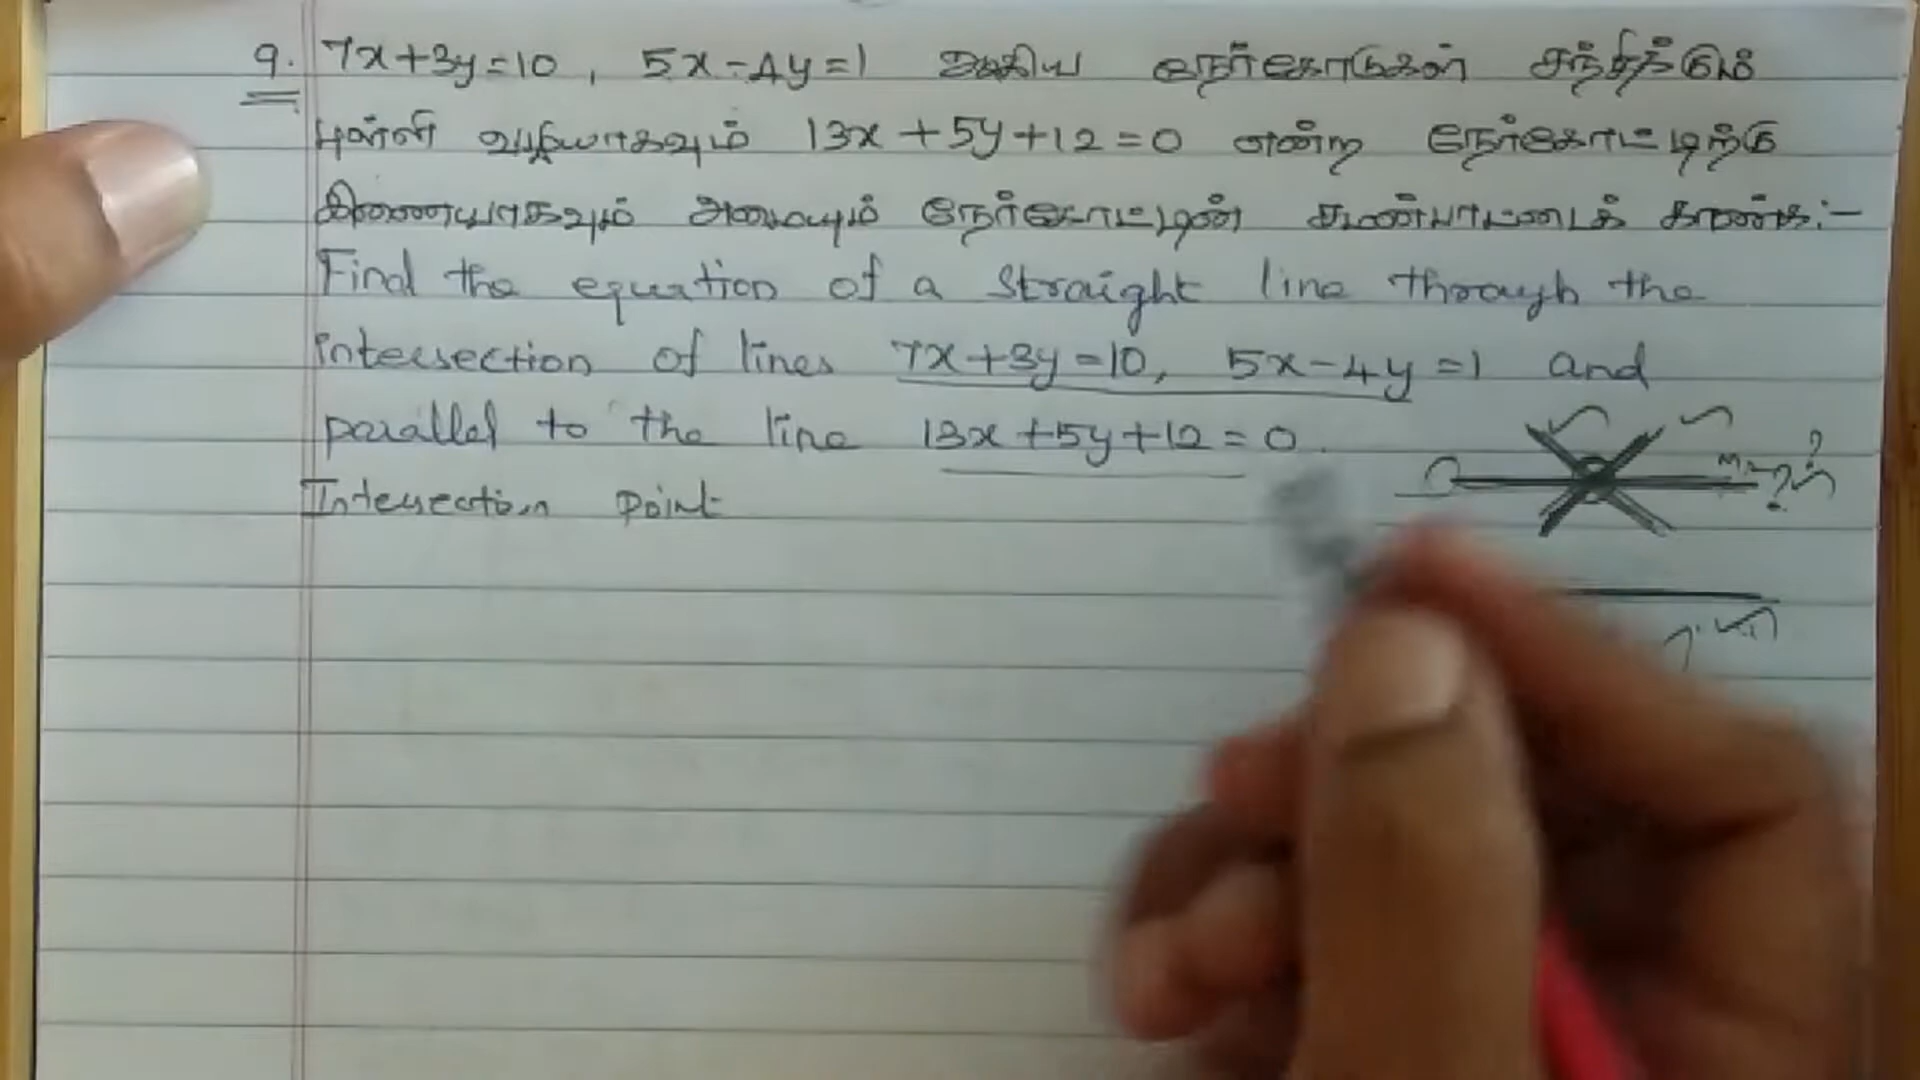 9. 7x+3y=10, 5x-4y=1 ஆகிய நேர்கோடுகள் சந்திக்கும்
புள்ளி வழியாகவும் 13x+5y+12=0 என்ற நேர்கோட்டிற்கு
இணையாகவும் அமையும் நேர்கோட்டின் சமன்பாட்டைக் காண்க:-
Find the equation of a straight line through the
intersection of lines 7x+3y=10, 5x-4y=1 and
parallel to the line 13x+5y+12=0.
Intersection point